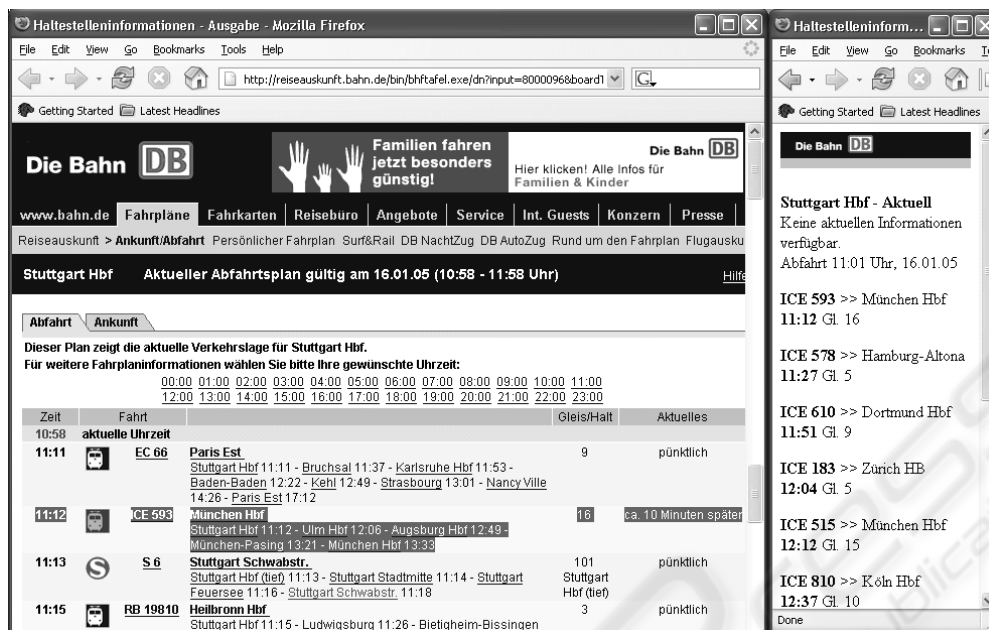 Haltestelleninformationen - Ausgabe - Mozilla Firefox
File Edit View Go Bookmarks Tools Help
http://reiseauskunft.bahn.de/bin/bhftafel.exe/dn?input=8000096&board1
G
Getting Started Latest Headlines
Die Bahn DB
Familien fahren
jetzt besonders
günstig!
Die Bahn DB
Hier klicken! Alle Infos für
Familien & Kinder
www.bahn.de Fahrpläne Fahrkarten Reisebüro Angebote Service Int. Guests Konzern Presse
Reiseauskunft > Ankunft/Abfahrt Persönlicher Fahrplan Surf&Rail DB NachtZug DB AutoZug Rund um den Fahrplan Flugausku
Stuttgart Hbf Aktueller Abfahrtsplan gültig am 16.01.05 (10:58 - 11:58 Uhr) Hilfe
Abfahrt Ankunft
Dieser Plan zeigt die aktuelle Verkehrslage für Stuttgart Hbf.
Für weitere Fahrplaninformationen wählen Sie bitte Ihre gewünschte Uhrzeit:
00:00 01:00 02:00 03:00 04:00 05:00 06:00 07:00 08:00 09:00 10:00 11:00
12:00 13:00 14:00 15:00 16:00 17:00 18:00 19:00 20:00 21:00 22:00 23:00
Zeit Fahrt Gleis/Halt Aktuelles
10:58 aktuelle Uhrzeit
11:11 EC 66 Paris Est 9 pünktlich
Stuttgart Hbf 11:11 - Bruchsal 11:37 - Karlsruhe Hbf 11:53 -
Baden-Baden 12:22 - Kehl 12:49 - Strasbourg 13:01 - Nancy Ville
14:26 - Paris Est 17:12
11:12 ICE 593 München Hbf 16 ca. 10 Minuten später
Stuttgart Hbf 11:12 - Ulm Hbf 12:06 - Augsburg Hbf 12:49 -
München-Pasing 13:21 - München Hbf 13:33
11:13 S S 6 Stuttgart Schwabstr. 101 pünktlich
Stuttgart Hbf (tief) 11:13 - Stuttgart Stadtmitte 11:14 - Stuttgart Stuttgart
Feuersee 11:16 - Stuttgart Schwabstr. 11:18 Hbf (tief)
11:15 RB 19810 Heilbronn Hbf 3 pünktlich
Stuttgart Hbf 11:15 - Ludwigsburg 11:26 - Bietigheim-Bissingen
Haltestelleninform...
File Edit View Go Bookmarks
Getting Started Latest Headlines
Die Bahn DB
Stuttgart Hbf - Aktuell
Keine aktuellen Informationen
verfügbar.
Abfahrt 11:01 Uhr, 16.01.05
ICE 593 >> München Hbf
11:12 Gl. 16
ICE 578 >> Hamburg-Altona
11:27 Gl. 5
ICE 610 >> Dortmund Hbf
11:51 Gl. 9
ICE 183 >> Zürich HB
12:04 Gl. 5
ICE 515 >> München Hbf
12:12 Gl. 15
ICE 810 >> Köln Hbf
12:37 Gl. 10
Done